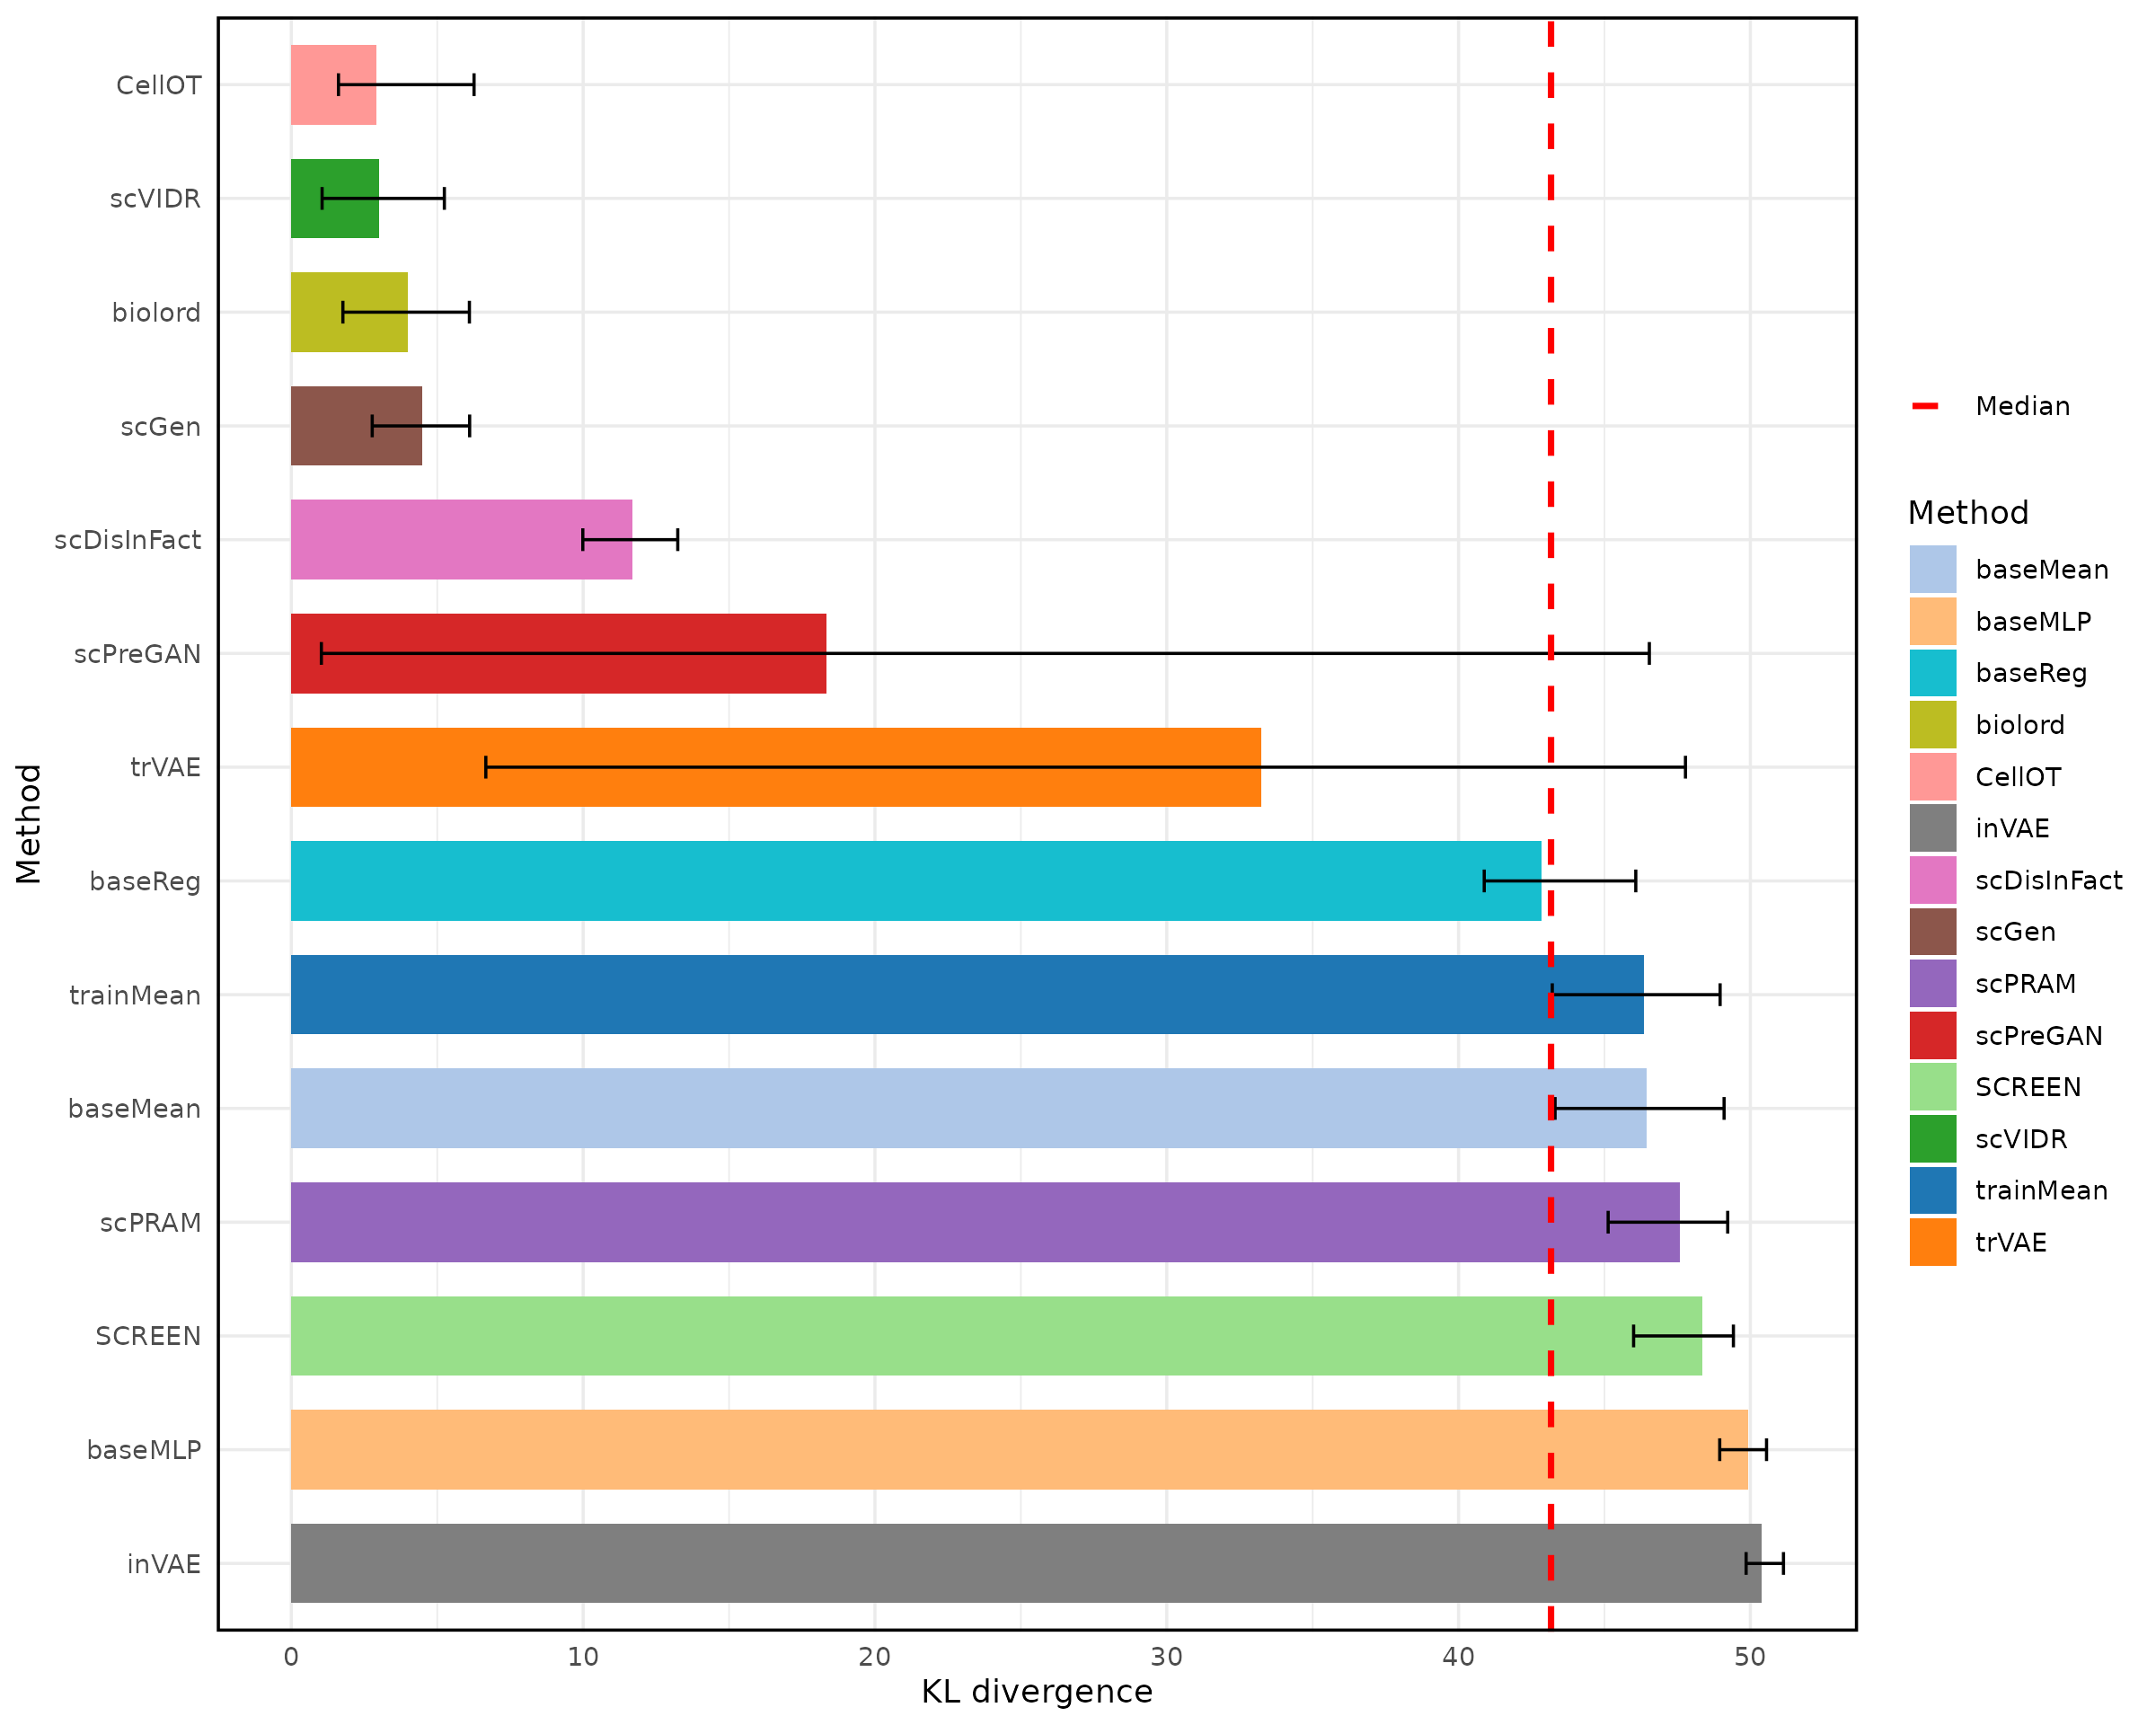 CellOT
scVIDR
biolord
scGen
scDisInFact
scPreGAN
trVAE
baseReg
trainMean
baseMean
scPRAM
SCREEN
baseMLP
inVAE
Method
0 10 20 30 40 50
KL divergence
Median
Method
baseMean
baseMLP
baseReg
biolord
CellOT
inVAE
scDisInFact
scGen
scPRAM
scPreGAN
SCREEN
scVIDR
trainMean
trVAE